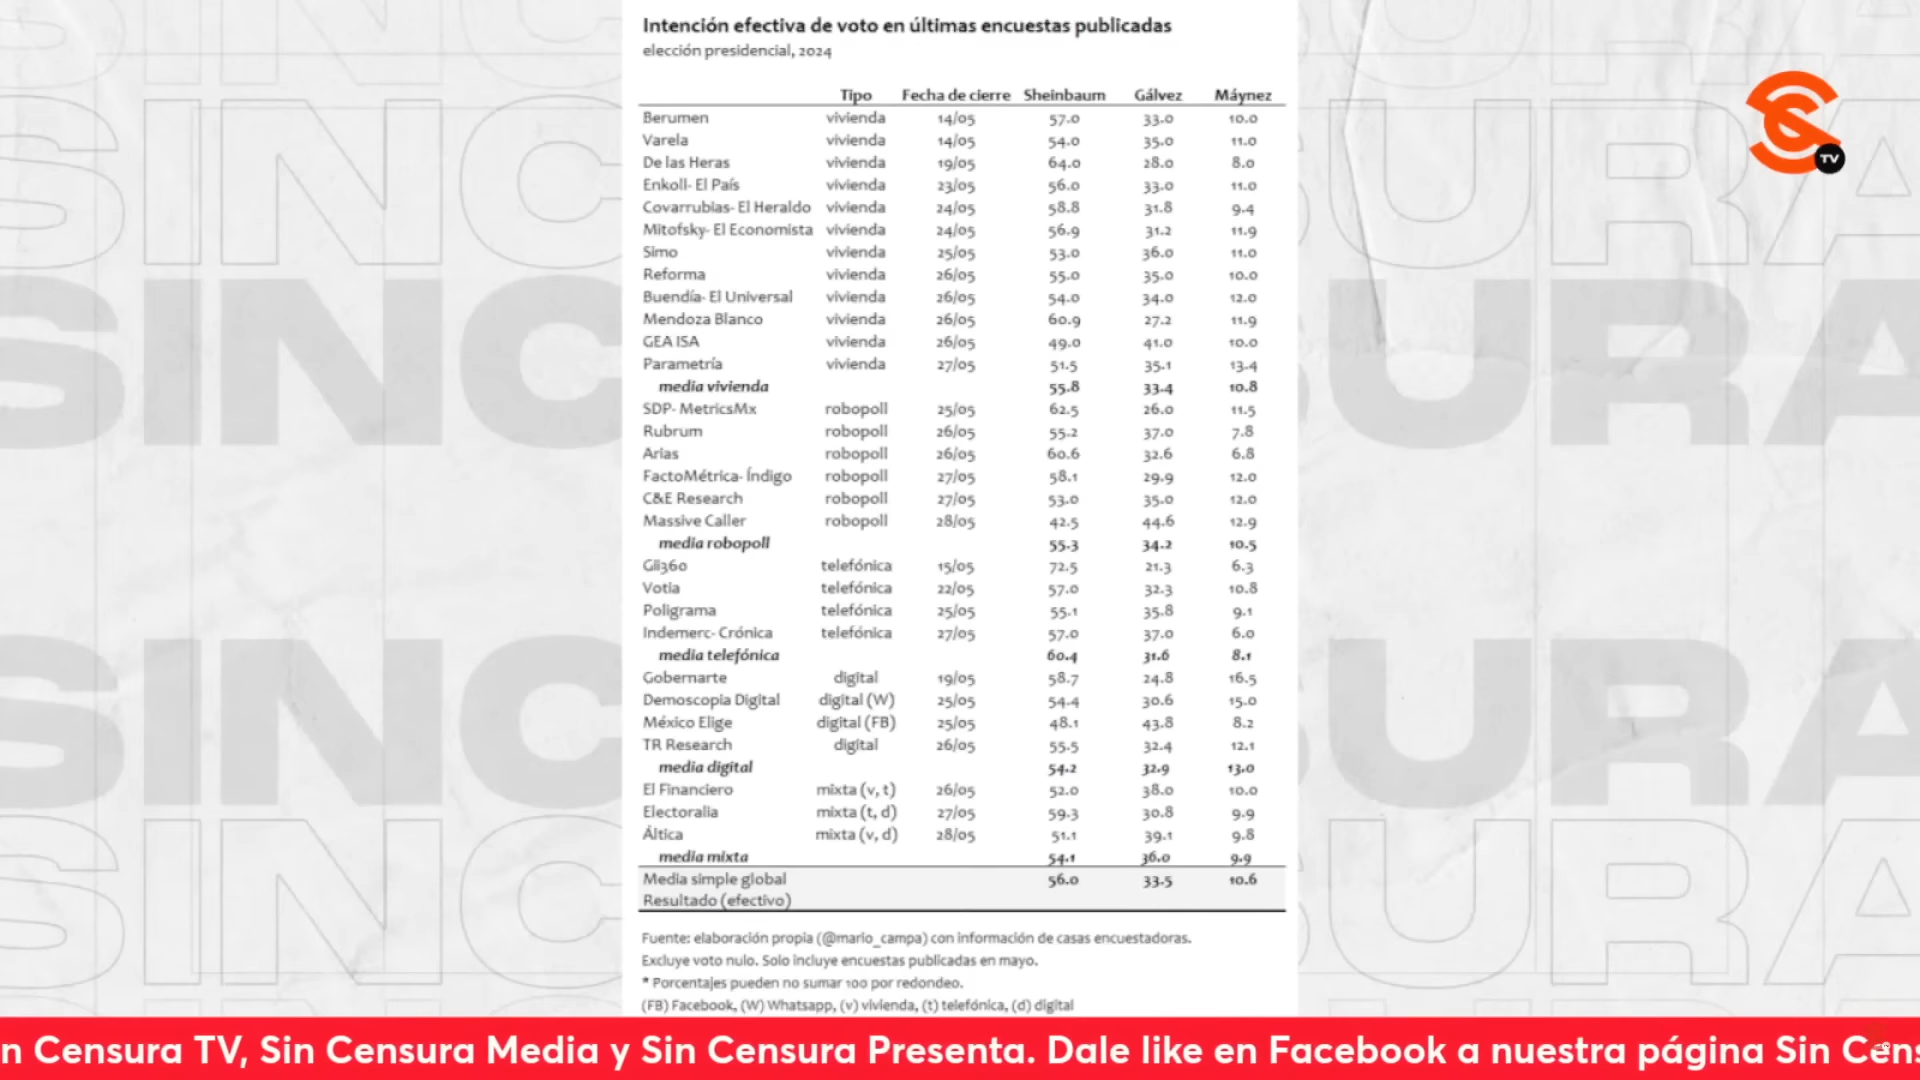 Intención efectiva de voto en últimas encuestas publicadas
elección presidencial, 2024
Tipo Fecha de cierre Sheinbaum Gálvez Máynez
Berumen vivienda 14/05 57.0 33.0 10.0
Varela vivienda 14/05 54.0 35.0 11.0
De las Heras vivienda 19/05 64.0 28.0 8.0
Enkoll- El País vivienda 23/05 56.0 33.0 11.0
Covarrubias- El Heraldo vivienda 24/05 58.8 31.8 9.4
Mitofsky- El Economista vivienda 24/05 56.9 31.2 11.9
Simo vivienda 25/05 53.0 36.0 11.0
Reforma vivienda 26/05 55.0 35.0 10.0
Buendía- El Universal vivienda 26/05 54.0 34.0 12.0
Mendoza Blanco vivienda 26/05 60.9 27.2 11.9
GEA ISA vivienda 26/05 49.0 41.0 10.0
Parametría vivienda 27/05 51.5 35.1 13.4
media vivienda 55.8 33.4 10.8
SDP- MetricsMx robopoll 25/05 62.5 26.0 11.5
Rubrum robopoll 26/05 55.2 37.0 7.8
Arias robopoll 26/05 60.6 32.6 6.8
FactoMétrica- Índigo robopoll 27/05 58.1 29.9 12.0
C&E Research robopoll 27/05 53.0 35.0 12.0
Massive Caller robopoll 28/05 42.5 44.6 12.9
media robopoll 55.3 34.2 10.5
Gii360 telefónica 15/05 72.5 21.3 6.3
Votia telefónica 22/05 57.0 32.3 10.8
Poligrama telefónica 25/05 55.1 35.8 9.1
Indemerc- Crónica telefónica 27/05 57.0 37.0 6.0
media telefónica 60.4 31.6 8.1
Gobernarte digital 19/05 58.7 24.8 16.5
Demoscopia Digital digital (W) 25/05 54.4 30.6 15.0
México Elige digital (FB) 25/05 48.1 43.8 8.2
TR Research digital 26/05 55.5 32.4 12.1
media digital 54.2 32.9 13.0
El Financiero mixta (v, t) 26/05 52.0 38.0 10.0
Electoralia mixta (t, d) 27/05 59.3 30.8 9.9
Áltica mixta (v, d) 28/05 51.1 39.1 9.8
media mixta 54.1 36.0 9.9
Media simple global 56.0 33.5 10.6
Resultado (efectivo)
Fuente: elaboración propia (@mario_campa) con información de casas encuestadoras.
Excluye voto nulo. Solo incluye encuestas publicadas en mayo.
* Porcentajes pueden no sumar 100 por redondeo.
(FB) Facebook, (W) Whatsapp, (v) vivienda, (t) telefónica, (d) digital
TV
n Censura TV, Sin Censura Media y Sin Censura Presenta. Dale like en Facebook a nuestra página Sin Cens